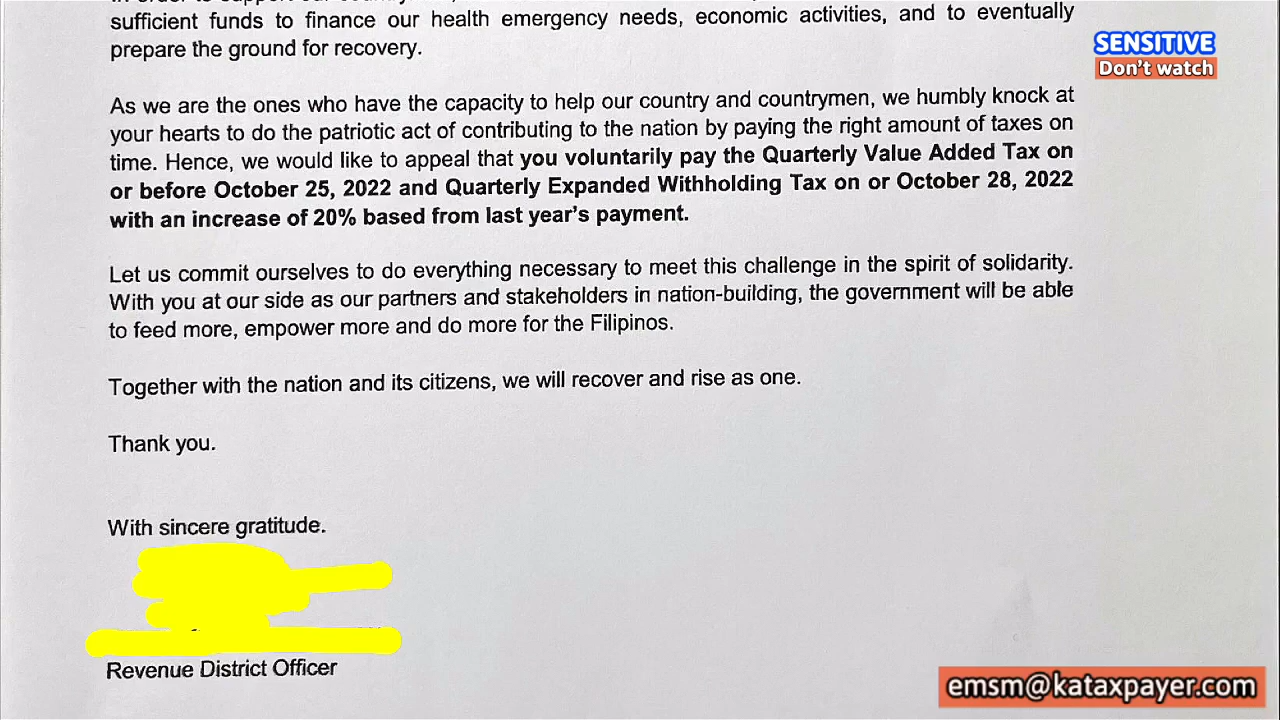 sufficient funds to finance our health emergency needs, economic activities, and to eventually
prepare the ground for recovery.
SENSITIVE
Don't watch
As we are the ones who have the capacity to help our country and countrymen, we humbly knock at
your hearts to do the patriotic act of contributing to the nation by paying the right amount of taxes on
time. Hence, we would like to appeal that you voluntarily pay the Quarterly Value Added Tax on
or before October 25, 2022 and Quarterly Expanded Withholding Tax on or October 28, 2022
with an increase of 20% based from last year's payment.
Let us commit ourselves to do everything necessary to meet this challenge in the spirit of solidarity.
With you at our side as our partners and stakeholders in nation-building, the government will be able
to feed more, empower more and do more for the Filipinos.
Together with the nation and its citizens, we will recover and rise as one.
Thank you.
With sincere gratitude.
Revenue District Officer
emsm@kataxpayer.com